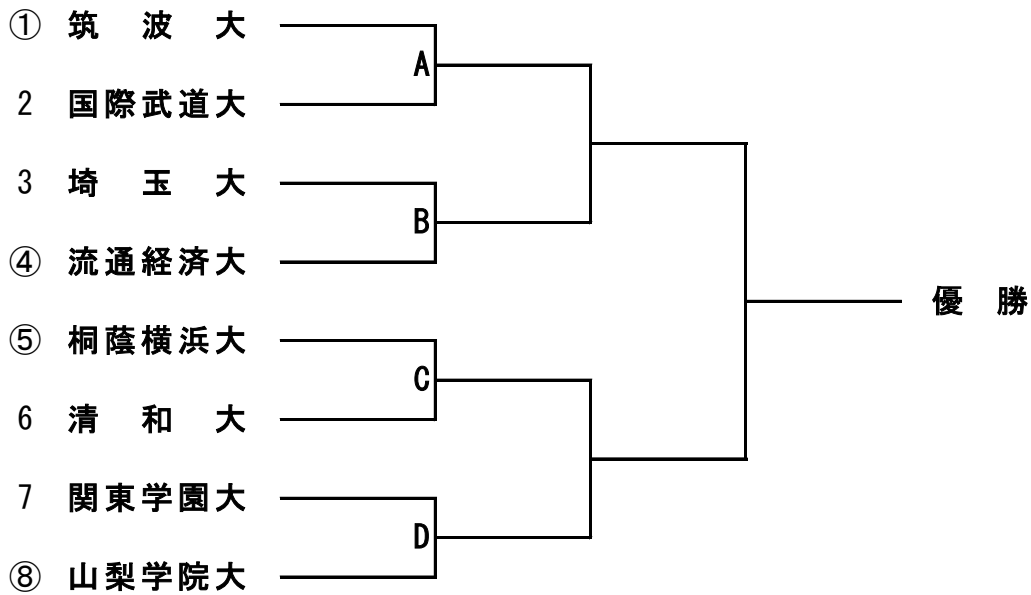 ① 筑波大
A
2 国際武道大
3 埼玉大
B
④ 流通経済大
優勝
⑤ 桐蔭横浜大
C
6 清和大
7 関東学園大
D
⑧ 山梨学院大